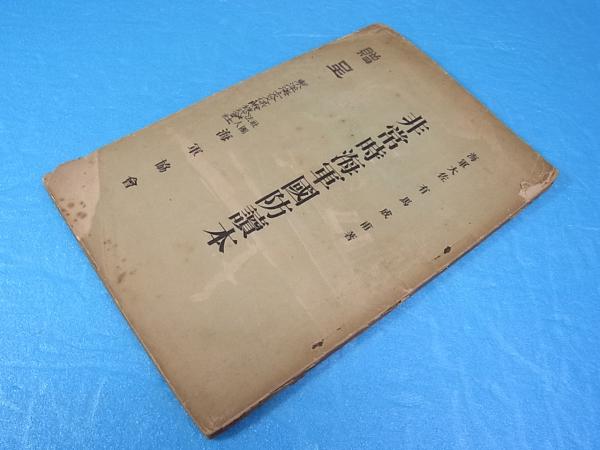 海軍大佐 有馬成甫 著
非常時海軍國防讀本
海軍協會
贈呈